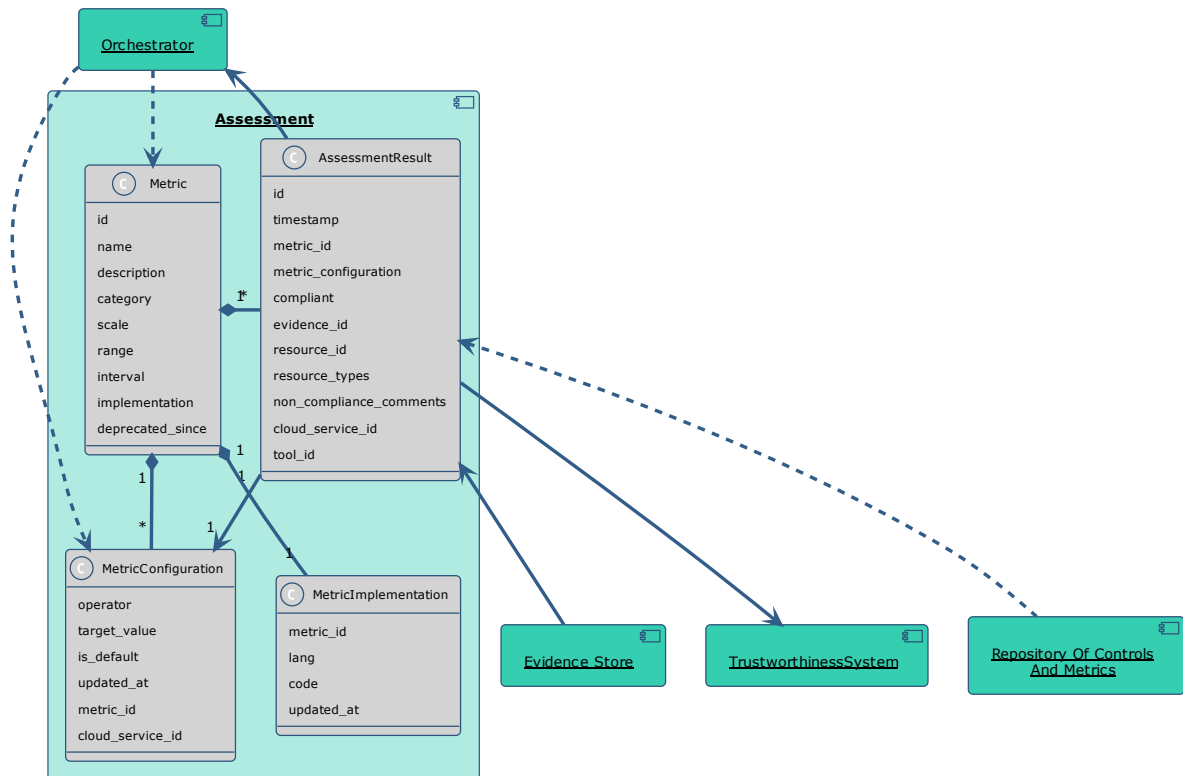 Orchestrator
Assessment
C AssessmentResult
id
timestamp
metric_id
metric_configuration
compliant
evidence_id
resource_id
resource_types
non_compliance_comments
cloud_service_id
tool_id
C Metric
id
name
description
category
scale
range
interval
implementation
deprecated_since
1 *
1
1
1
*
1
1
C MetricConfiguration
operator
target_value
is_default
updated_at
metric_id
cloud_service_id
C MetricImplementation
metric_id
lang
code
updated_at
Evidence Store
TrustworthinessSystem
Repository Of Controls
And Metrics